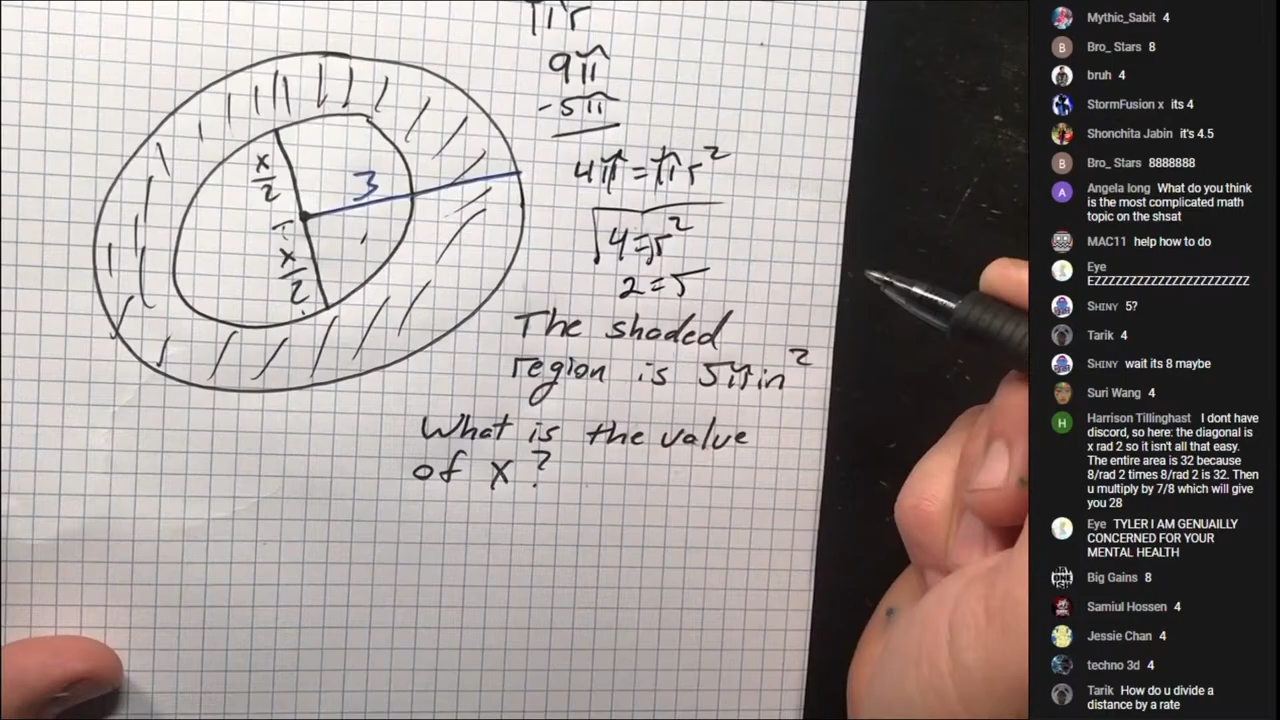 πr
9π
-5π
4π=πr²
√4=r²
2=r
x
2
3
x
2
The shaded
region is 5πin²
What is the value
of x?
Mythic_Sabit 4
Bro_ Stars 8
bruh 4
StormFusion x its 4
Shonchita Jabin it's 4.5
Bro_ Stars 8888888
Angela long What do you think
is the most complicated math
topic on the shsat
MAC11 help how to do
Eye
EZZZZZZZZZZZZZZZZZZZZZZZZ
SHINY 5?
Tarik 4
SHINY wait its 8 maybe
Suri Wang 4
Harrison Tillinghast I dont have
discord, so here: the diagonal is
x rad 2 so it isn't all that easy.
The entire area is 32 because
8/rad 2 times 8/rad 2 is 32. Then
u multiply by 7/8 which will give
you 28
Eye TYLER I AM GENUAILLY
CONCERNED FOR YOUR
MENTAL HEALTH
Big Gains 8
Samiul Hossen 4
Jessie Chan 4
techno 3d 4
Tarik How do u divide a
distance by a rate